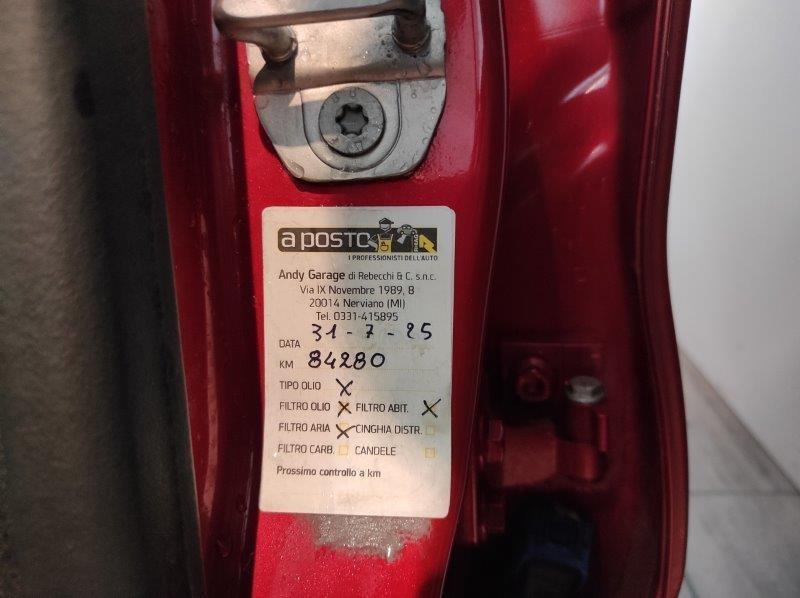 a posto
I PROFESSIONISTI DELL'AUTO
Andy Garage di Rebecchi & C. s.n.c.
Via IX Novembre 1989, 8
20014 Nerviano (MI)
Tel. 0331-415895
DATA 31-7-25
KM 84280
TIPO OLIO X
FILTRO OLIO X FILTRO ABIT. X
FILTRO ARIA X CINGHIA DISTR.
FILTRO CARB. CANDELE
Prossimo controllo a km